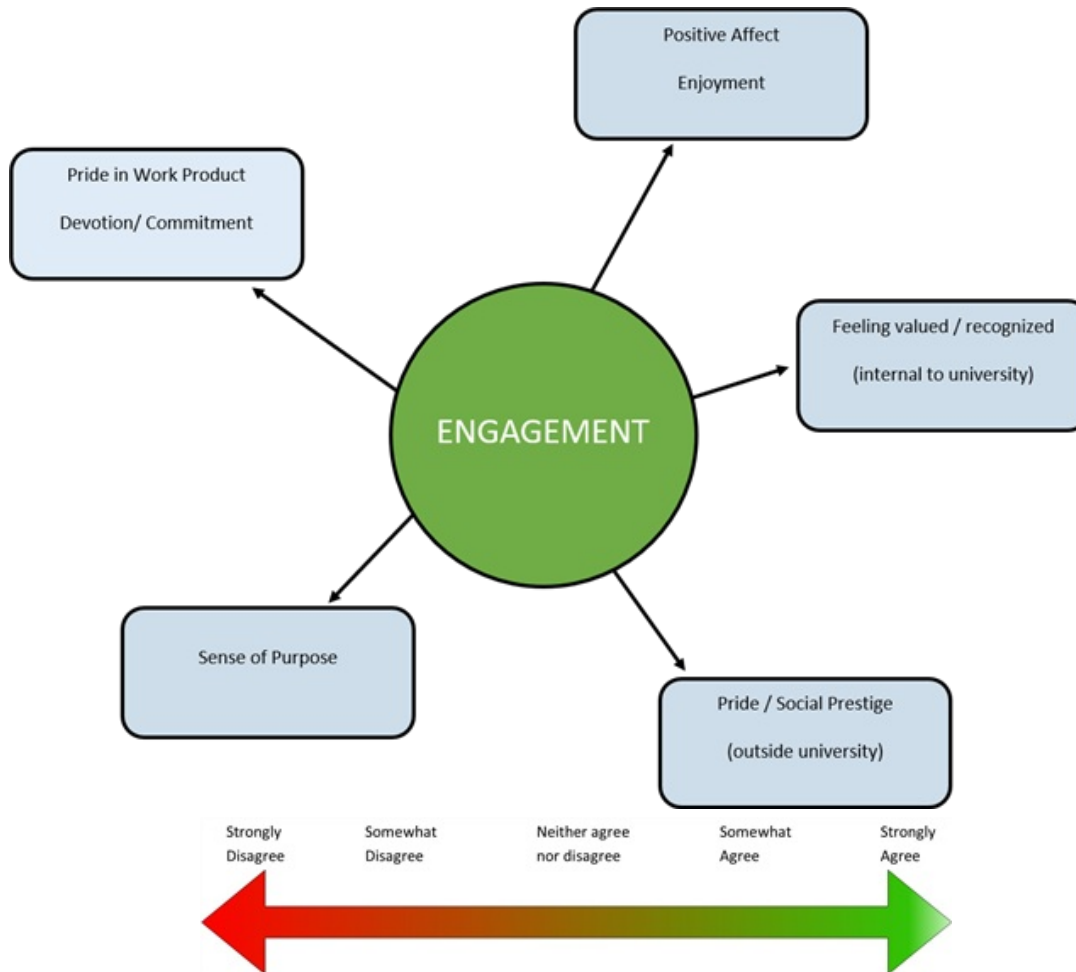 Positive Affect
Enjoyment
Pride in Work Product
Devotion/ Commitment
Feeling valued / recognized
(internal to university)
ENGAGEMENT
Sense of Purpose
Pride / Social Prestige
(outside university)
Strongly Disagree
Somewhat Disagree
Neither agree nor disagree
Somewhat Agree
Strongly Agree